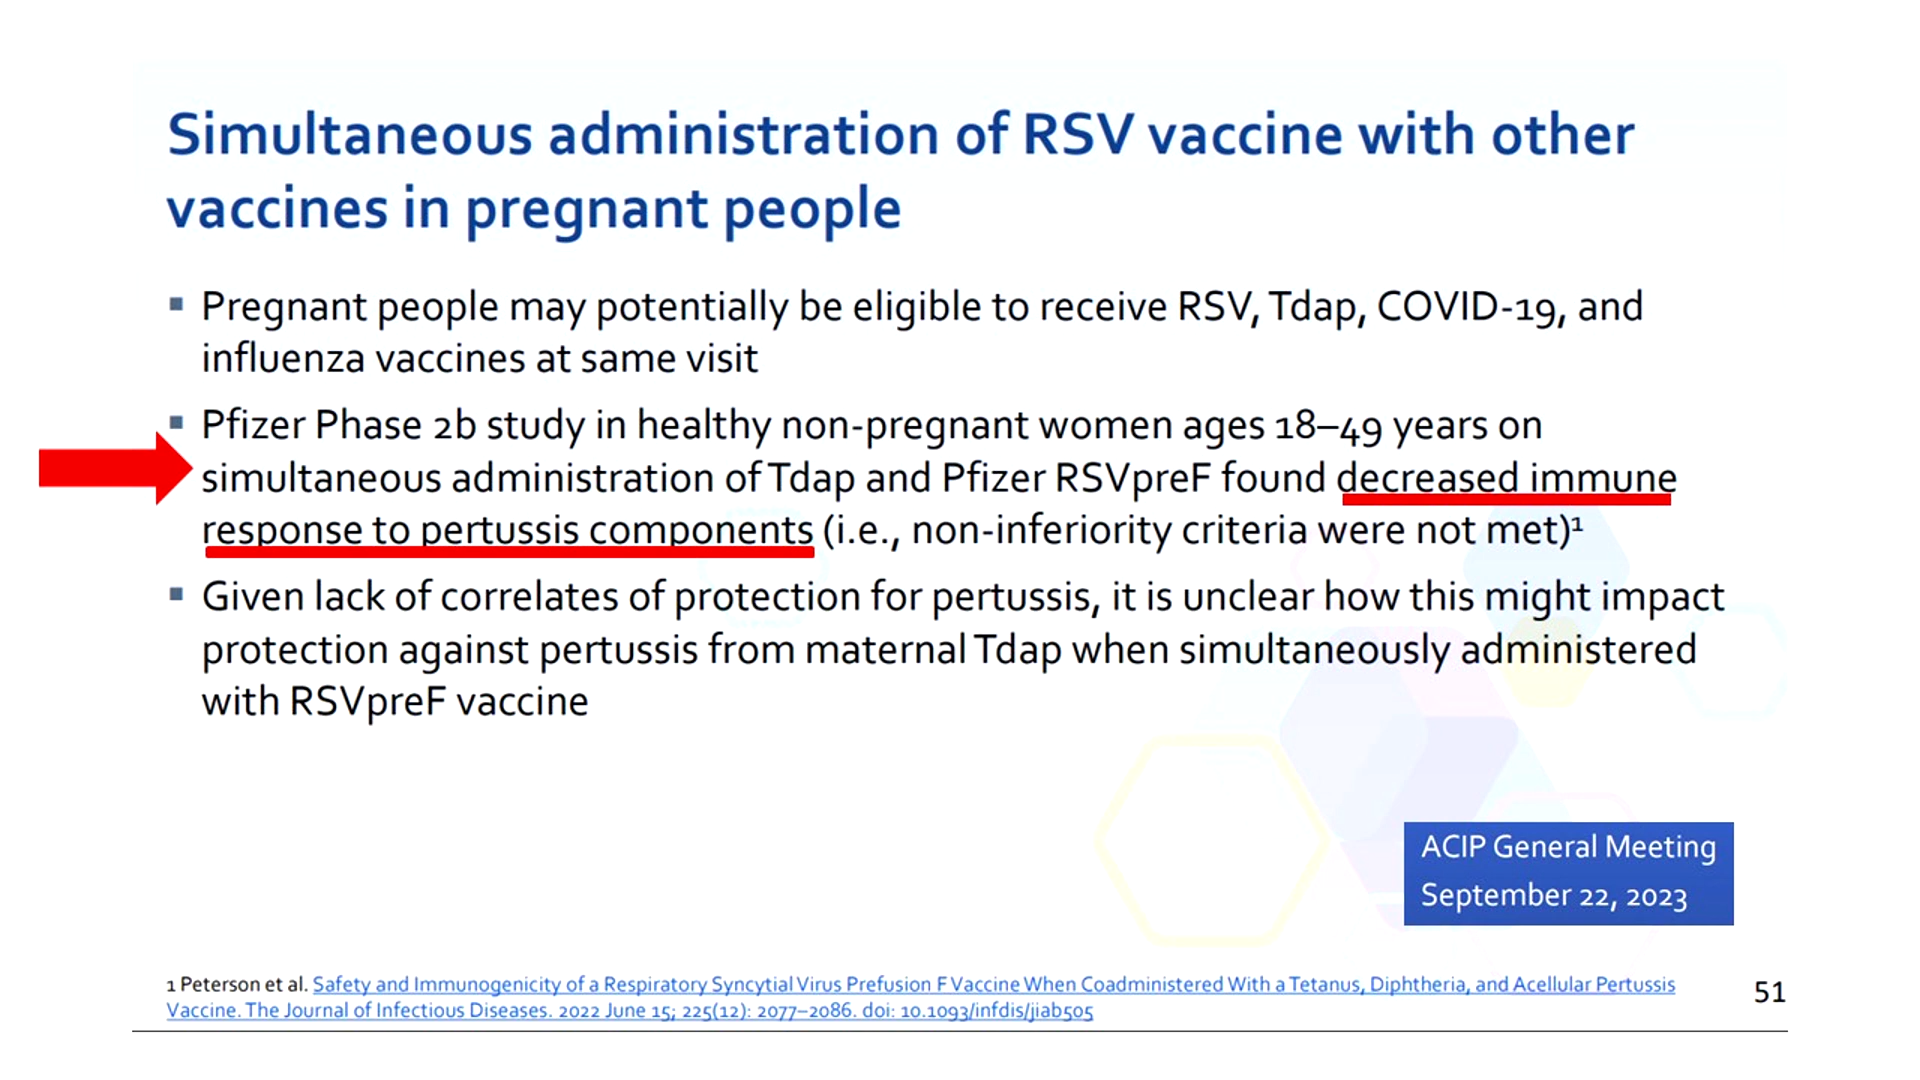 Simultaneous administration of RSV vaccine with other
vaccines in pregnant people
▪ Pregnant people may potentially be eligible to receive RSV, Tdap, COVID-19, and
influenza vaccines at same visit
▪ Pfizer Phase 2b study in healthy non-pregnant women ages 18–49 years on
simultaneous administration of Tdap and Pfizer RSVpreF found decreased immune
response to pertussis components (i.e., non-inferiority criteria were not met)¹
▪ Given lack of correlates of protection for pertussis, it is unclear how this might impact
protection against pertussis from maternal Tdap when simultaneously administered
with RSVpreF vaccine
ACIP General Meeting
September 22, 2023
1 Peterson et al. Safety and Immunogenicity of a Respiratory Syncytial Virus Prefusion F Vaccine When Coadministered With a Tetanus, Diphtheria, and Acellular Pertussis
Vaccine. The Journal of Infectious Diseases. 2022 June 15; 225(12): 2077–2086. doi: 10.1093/infdis/jiab505
51